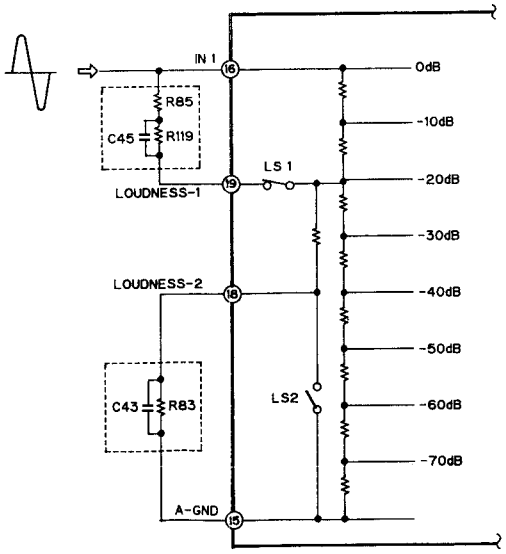 IN 1
16
0dB
R85
-10dB
C45
R119
LS 1
-20dB
19
LOUDNESS-1
-30dB
LOUDNESS-2
18
-40dB
-50dB
C43
R83
LS2
-60dB
-70dB
A-GND
15